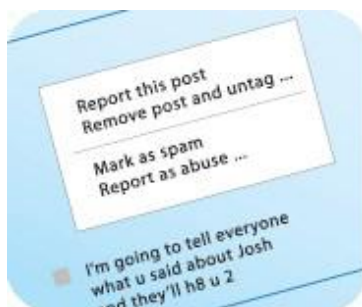 Report this post
Remove post and untag ...
Mark as spam
Report as abuse ...
I'm going to tell everyone
what u said about Josh
and they'll h8 u 2